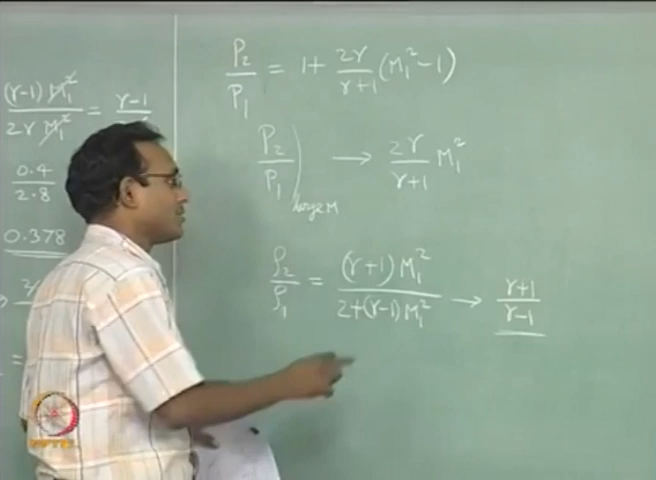 (γ-1) M₁² / 2γ M₁² = γ-1
0.4 / 2.8
0.378
P₂/P₁ = 1 + 2γ/(γ+1) (M₁² - 1)
P₂/P₁)large M → 2γ/(γ+1) M₁²
ρ₂/ρ₁ = (γ+1) M₁² / 2+(γ-1) M₁² → γ+1/γ-1